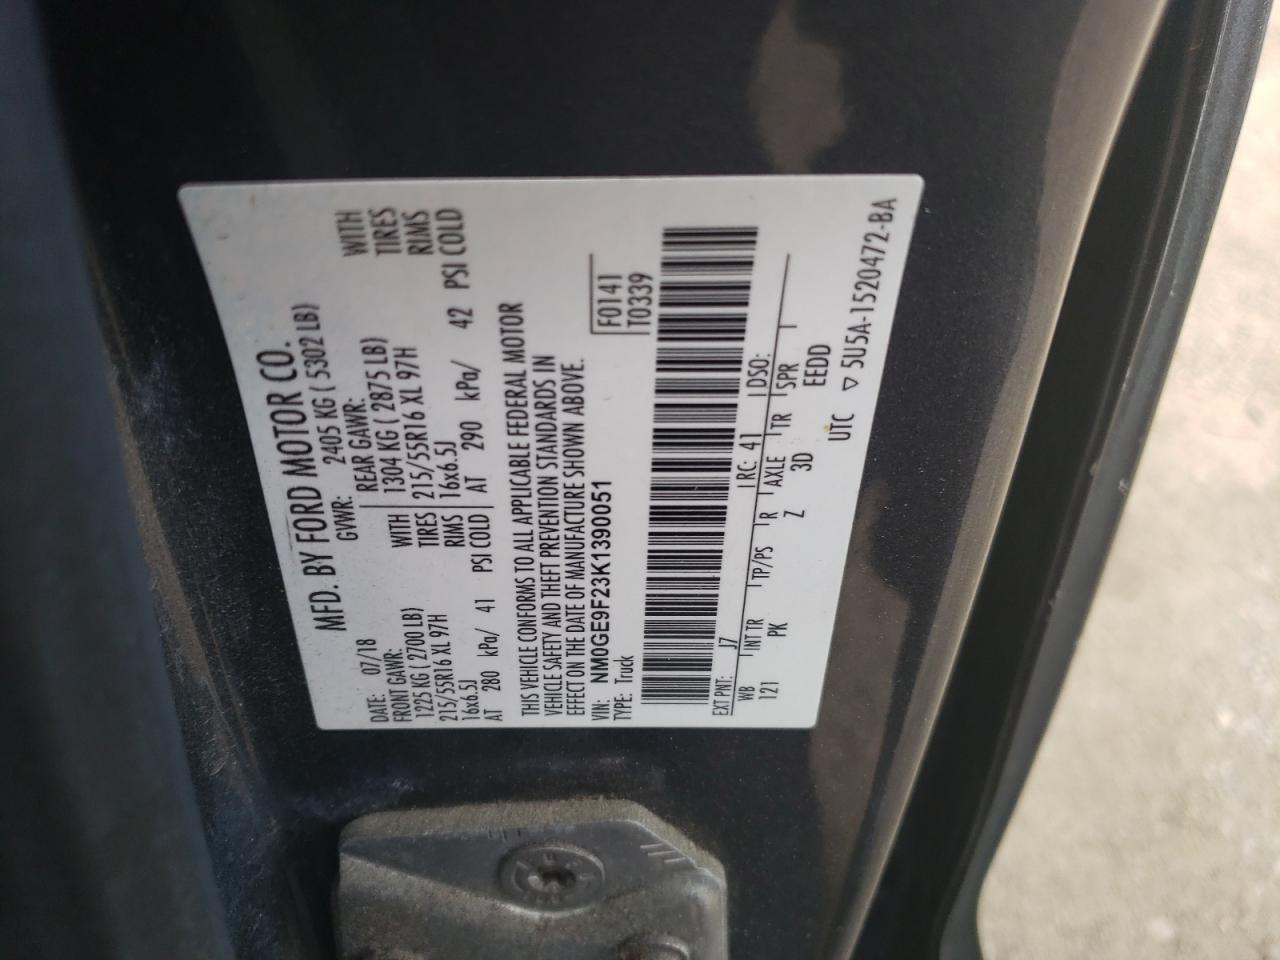 MFD. BY FORD MOTOR CO.
DATE: 07/18 GVWR: 2405 KG ( 5302 LB)
FRONT GAWR: REAR GAWR:
1225 KG ( 2700 LB) WITH 1304 KG ( 2875 LB) WITH
215/55R16 XL 97H TIRES 215/55R16 XL 97H TIRES
16x6.5J RIMS 16x6.5J RIMS
AT 280 kPa/ 41 PSI COLD AT 290 kPa/ 42 PSI COLD
THIS VEHICLE CONFORMS TO ALL APPLICABLE FEDERAL MOTOR
VEHICLE SAFETY AND THEFT PREVENTION STANDARDS IN
EFFECT ON THE DATE OF MANUFACTURE SHOWN ABOVE.
VIN: NM0GE9F23K1390051 F0141
TYPE: Truck T0339
EXT PNT: J7 RC: 41 DSO:
WB INT TR TP/PS R AXLE TR SPR
121 PK Z 3D EEDD
UTC ▽ 5U5A-1520472-BA